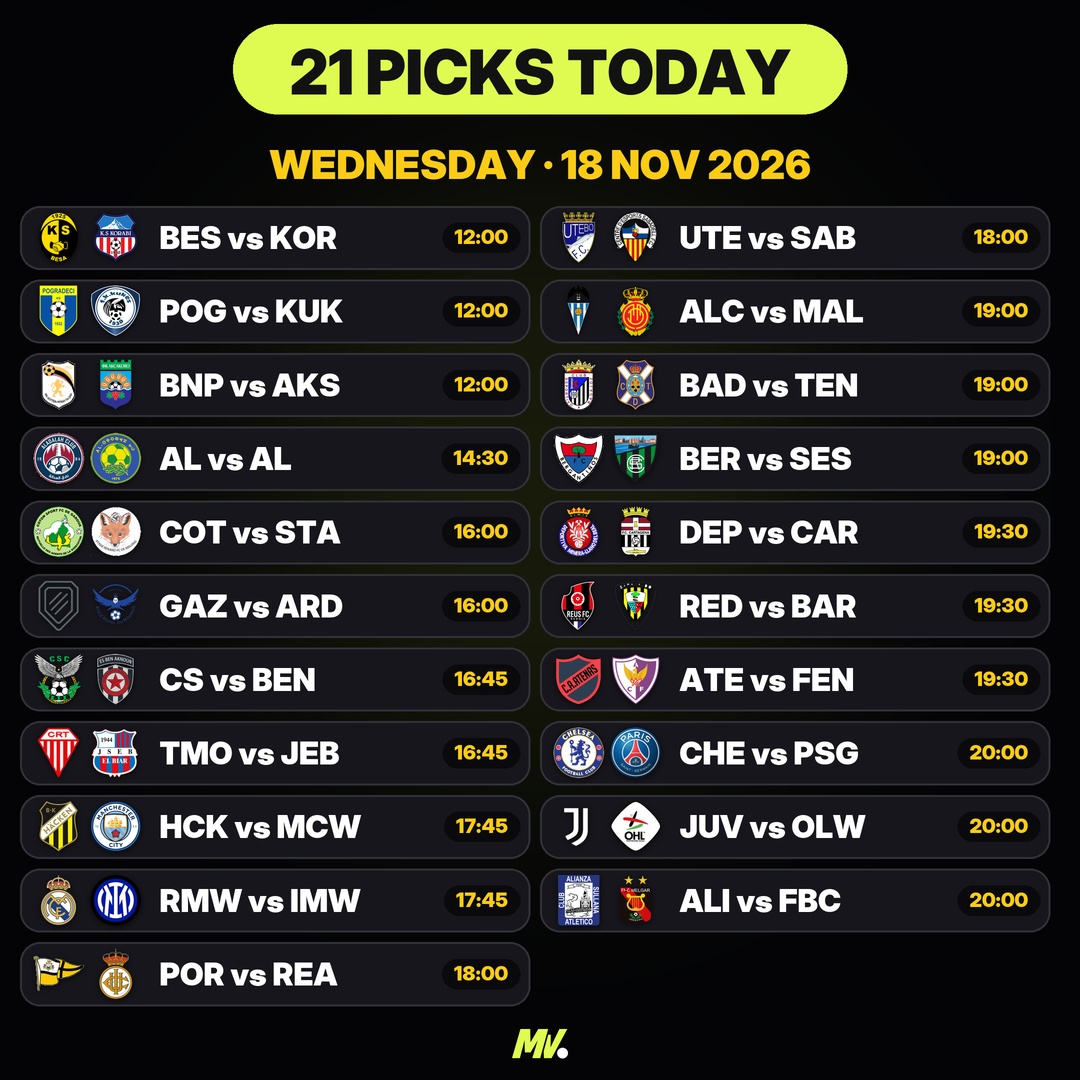 21 PICKS TODAY
WEDNESDAY · 18 NOV 2026
BES vs KOR 12:00
POG vs KUK 12:00
BNP vs AKS 12:00
AL vs AL 14:30
COT vs STA 16:00
GAZ vs ARD 16:00
CS vs BEN 16:45
TMO vs JEB 16:45
HCK vs MCW 17:45
RMW vs IMW 17:45
POR vs REA 18:00
UTE vs SAB 18:00
ALC vs MAL 19:00
BAD vs TEN 19:00
BER vs SES 19:00
DEP vs CAR 19:30
RED vs BAR 19:30
ATE vs FEN 19:30
CHE vs PSG 20:00
JUV vs OLW 20:00
ALI vs FBC 20:00
MV.